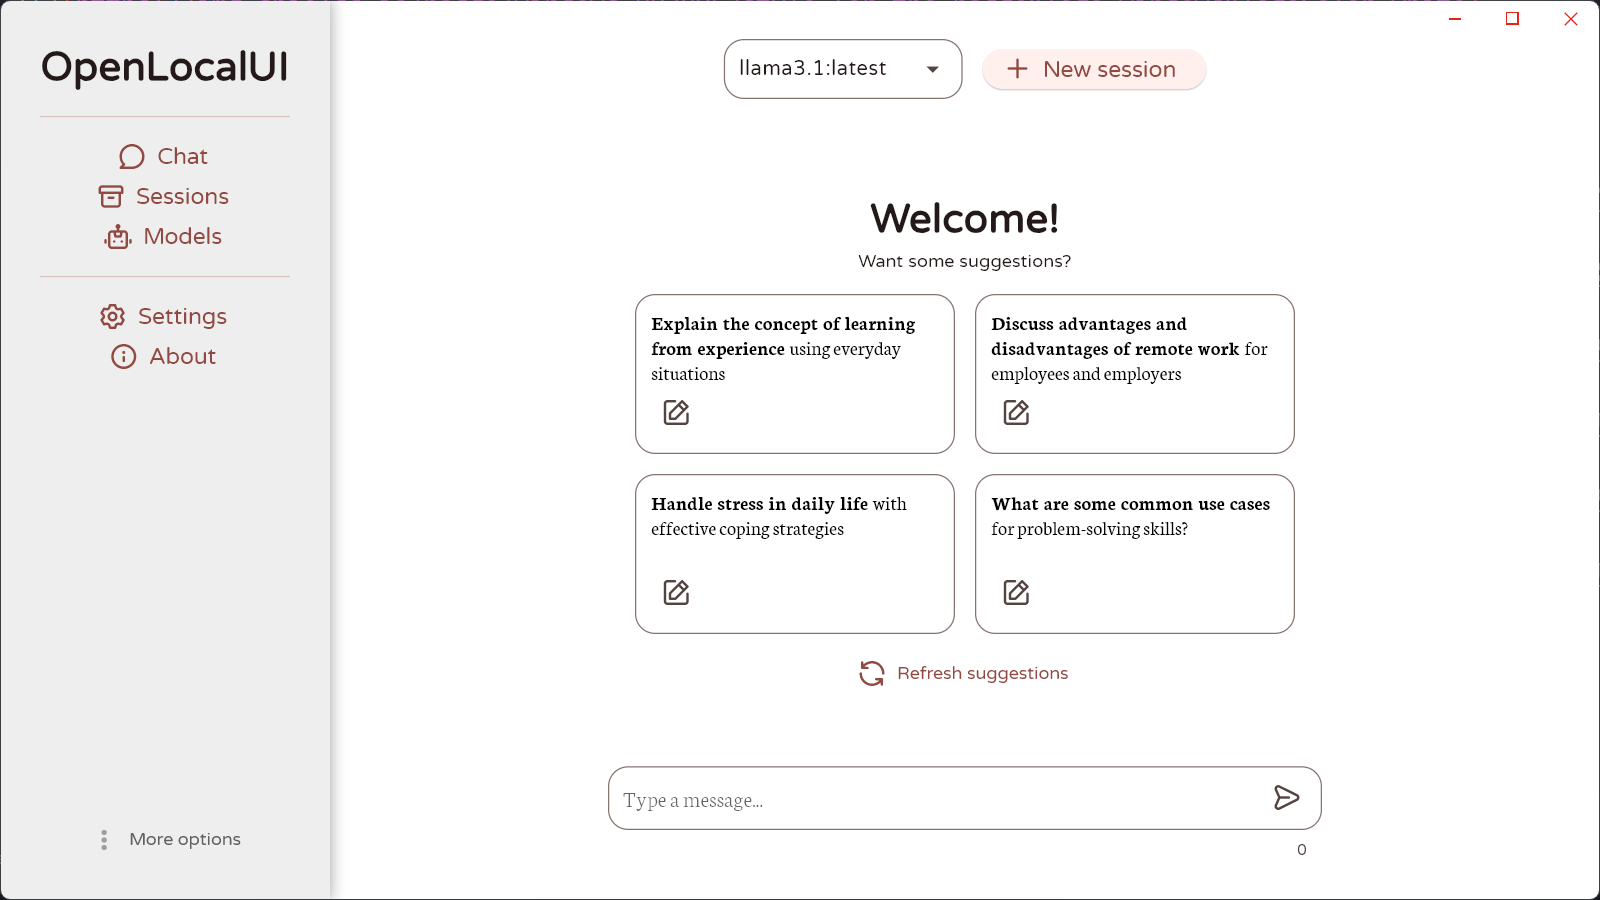 OpenLocalUI
Chat
Sessions
Models
Settings
About
More options
llama3.1:latest
New session
Welcome!
Want some suggestions?
Explain the concept of learning
from experience using everyday
situations
Discuss advantages and
disadvantages of remote work for
employees and employers
Handle stress in daily life with
effective coping strategies
What are some common use cases
for problem-solving skills?
Refresh suggestions
Type a message...
0